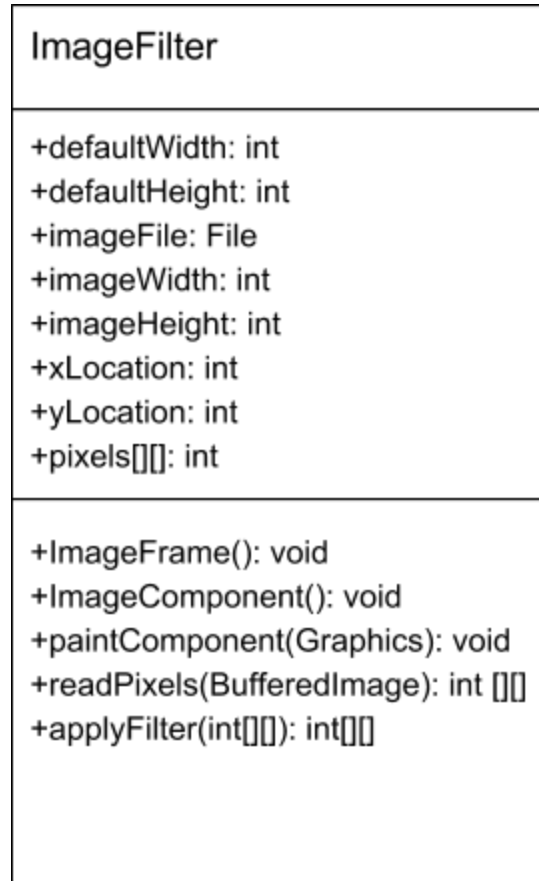 ImageFilter
+defaultWidth: int
+defaultHeight: int
+imageFile: File
+imageWidth: int
+imageHeight: int
+xLocation: int
+yLocation: int
+pixels[][]: int
+ImageFrame(): void
+ImageComponent(): void
+paintComponent(Graphics): void
+readPixels(BufferedImage): int [][]
+applyFilter(int[][]): int[][]